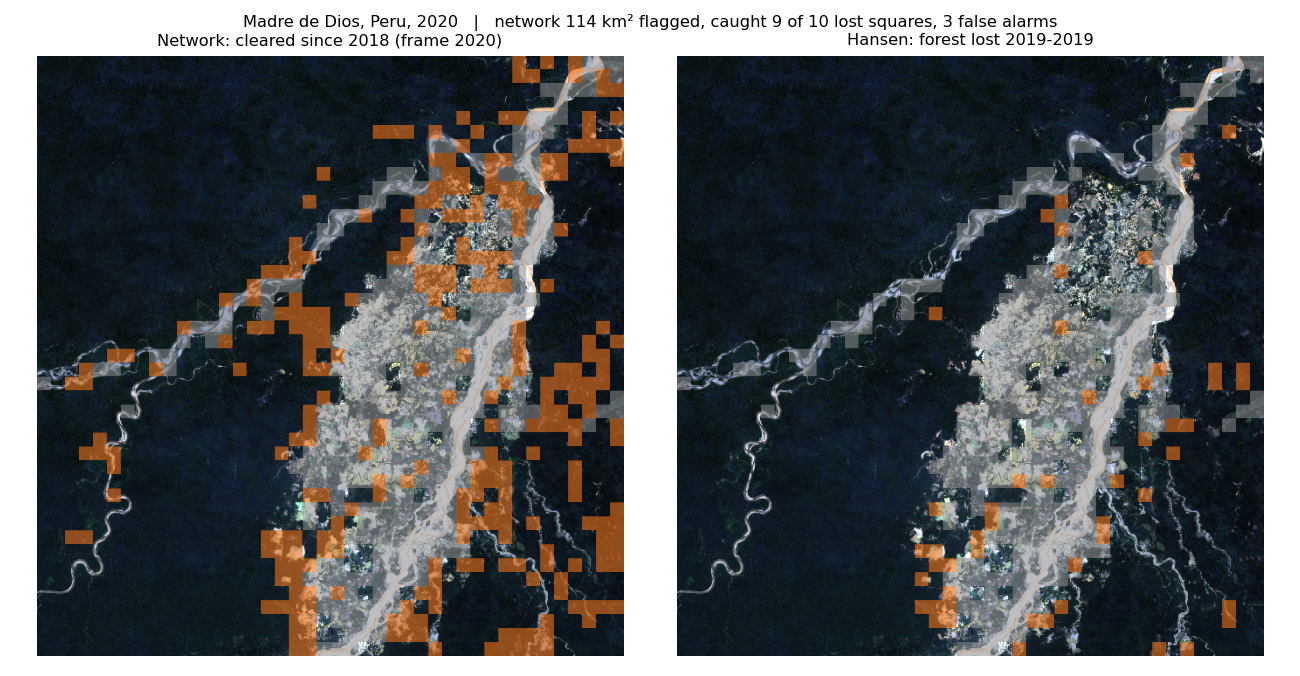 Madre de Dios, Peru, 2020 | network 114 km² flagged, caught 9 of 10 lost squares, 3 false alarms
Network: cleared since 2018 (frame 2020)
Hansen: forest lost 2019-2019